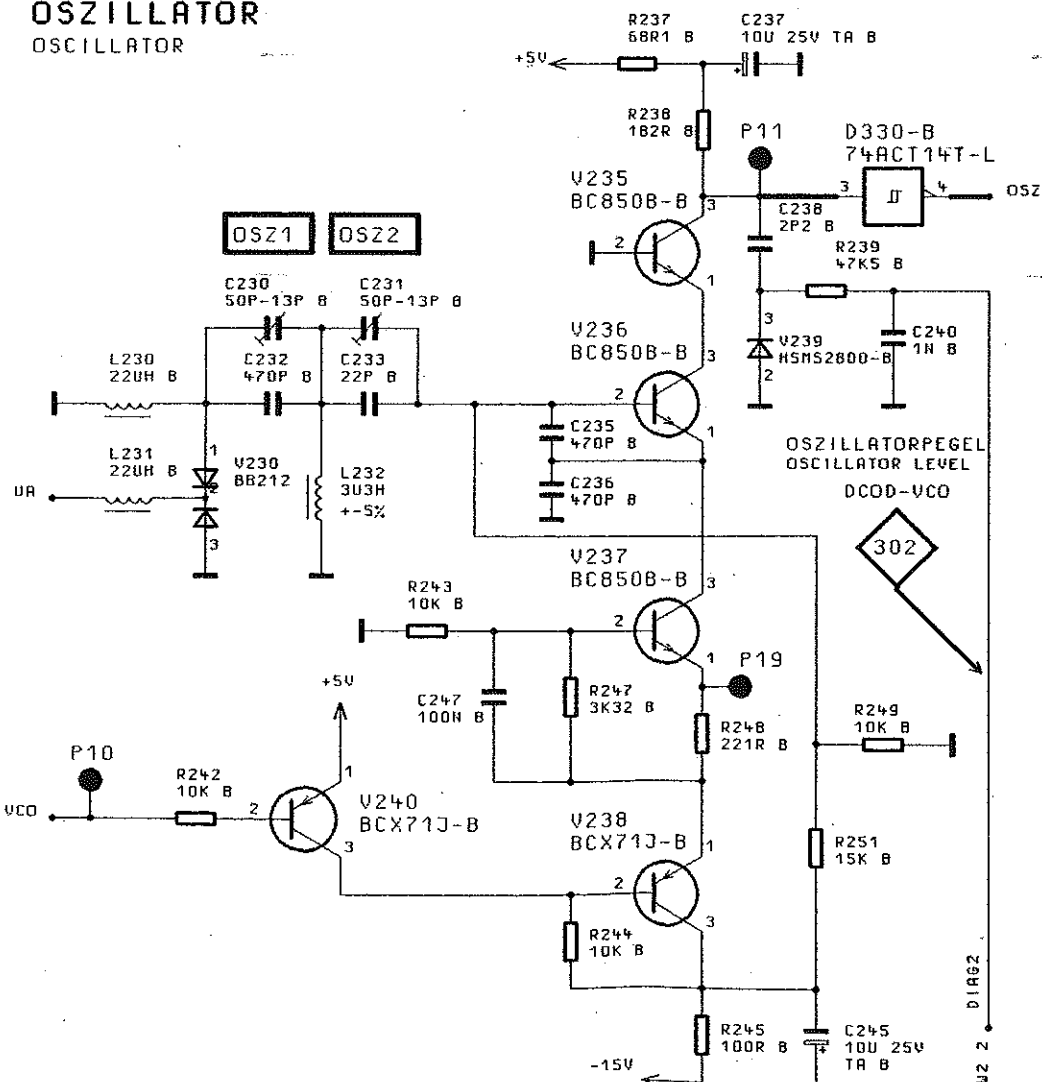 OSZILLATOR
OSCILLATOR
R237
68R1 B
C237
10U 25V TA B
+5V
+
R238
182R B
P11
D330-B
74ACT14T-L
3
4
OSZ
V235
BC850B-B
3
2
1
C238
2P2 B
R239
47K5 B
OSZ1
OSZ2
C230
50P-13P B
C231
50P-13P B
V236
BC850B-B
3
2
1
3
V239
HSMS2800-B
2
C240
1N B
L230
22UH B
C232
470P B
C233
22P B
L231
22UH B
1
V230
BB212
2
3
L232
3U3H
+-5%
UA
C235
470P B
C236
470P B
OSZILLATORPEGEL
OSCILLATOR LEVEL
DCOD-VCO
302
V237
BC850B-B
3
2
1
R243
10K B
P19
+5V
C247
100N B
R247
3K32 B
R248
221R B
R249
10K B
P10
R242
10K B
VCO
1
2
3
V240
BCX71J-B
V238
BCX71J-B
1
2
3
R251
15K B
R244
10K B
DIAG2
R245
100R B
C245
10U 25V
TA B
+
-15V
W2 2